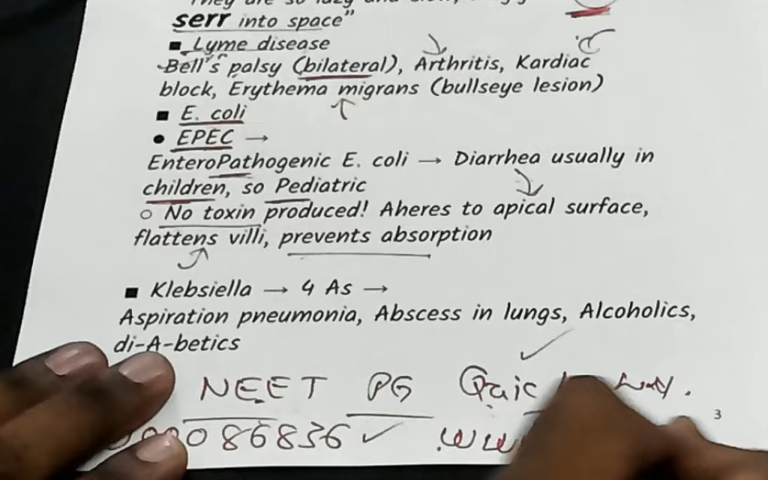 serr into space"
■ Lyme disease
Bell's palsy (bilateral), Arthritis, Kardiac
block, Erythema migrans (bullseye lesion)
■ E. coli
● EPEC →
EnteroPathogenic E. coli → Diarrhea usually in
children, so Pediatric
○ No toxin produced! Aheres to apical surface,
flattens villi, prevents absorption
■ Klebsiella → 4 As →
Aspiration pneumonia, Abscess in lungs, Alcoholics,
di-A-betics
NEET PG
086836
3